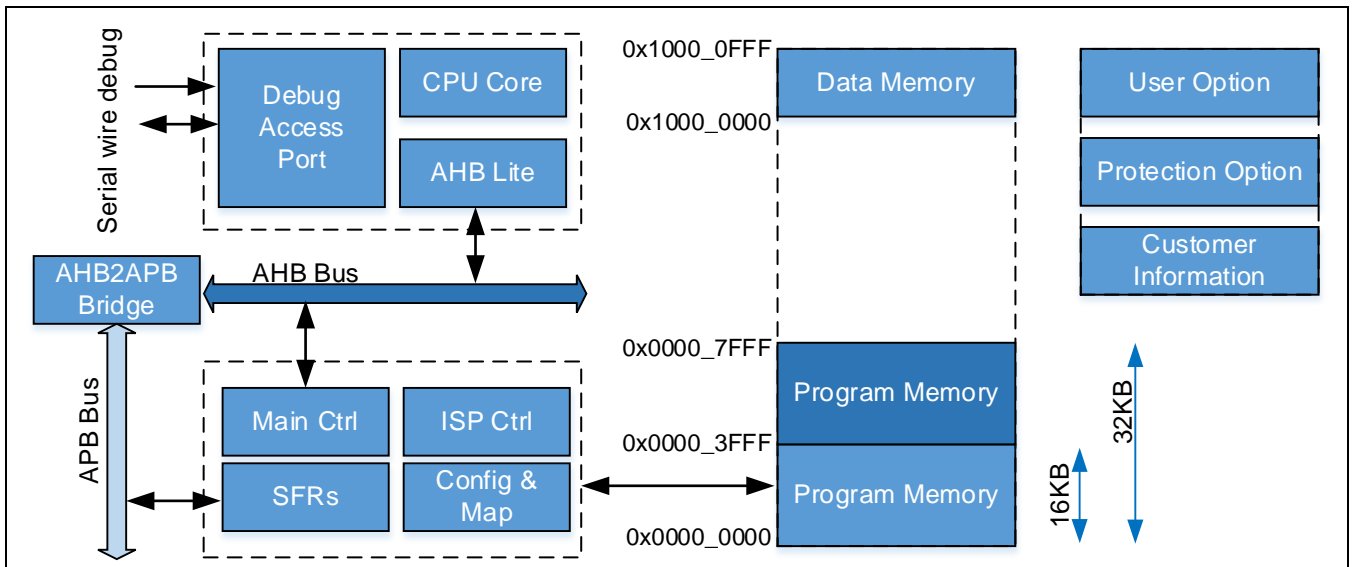 Serial wire debug
Debug
Access
Port
CPU Core
AHB Lite
AHB2APB
Bridge
AHB Bus
APB Bus
Main Ctrl
ISP Ctrl
SFRs
Config &
Map
0x1000_0FFF
Data Memory
0x1000_0000
0x0000_7FFF
Program Memory
0x0000_3FFF
Program Memory
0x0000_0000
User Option
Protection Option
Customer
Information
16KB
32KB